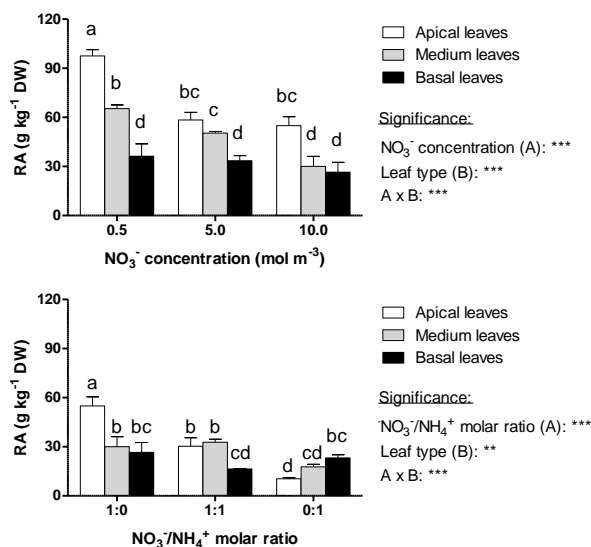 120
90
60
30
0
RA (g kg⁻¹ DW)
a
b
d
bc
c
d
bc
d
d
0.5 5.0 10.0
NO₃⁻ concentration (mol m⁻³)
Apical leaves
Medium leaves
Basal leaves
Significance:
NO₃⁻ concentration (A): ***
Leaf type (B): ***
A x B: ***
120
90
60
30
0
RA (g kg⁻¹ DW)
a
b
bc
b
b
cd
d
cd
bc
1:0 1:1 0:1
NO₃⁻/NH₄⁺ molar ratio
Apical leaves
Medium leaves
Basal leaves
Significance:
⁻NO₃⁻/NH₄⁺ molar ratio (A): ***
Leaf type (B): **
A x B: ***